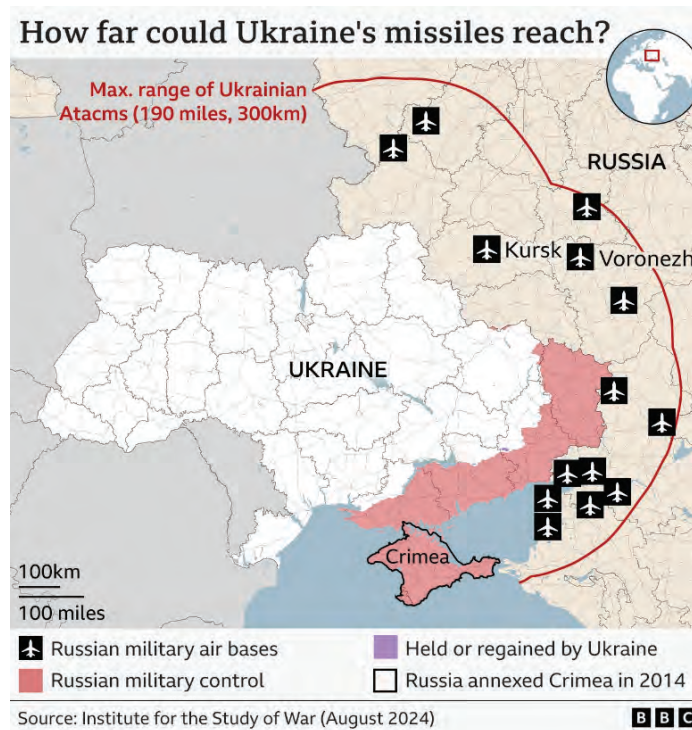 How far could Ukraine's missiles reach?
Max. range of Ukrainian
Atacms (190 miles, 300km)
RUSSIA
Kursk
Voronezh
UKRAINE
Crimea
100km
100 miles
Russian military air bases
Held or regained by Ukraine
Russian military control
Russia annexed Crimea in 2014
Source: Institute for the Study of War (August 2024)
BBC